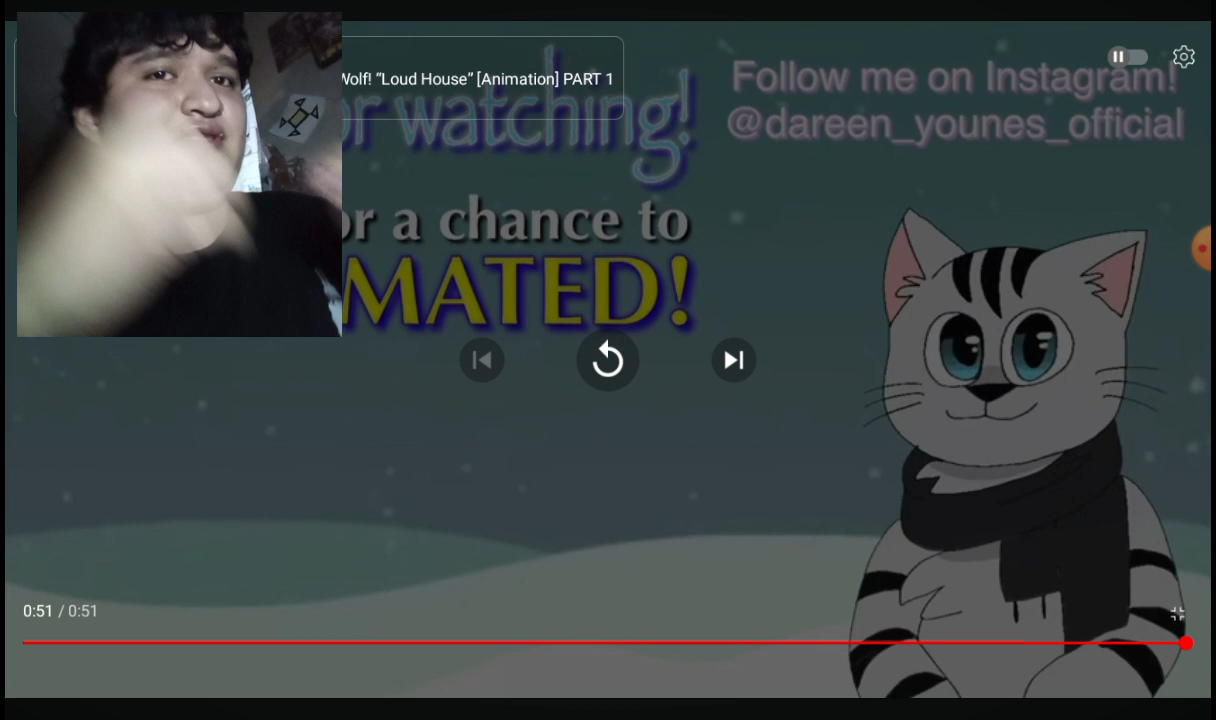 Wolf! “Loud House” [Animation] PART 1
or watching!
Follow me on Instagram!
@dareen_younes_official
or a chance to
MATED!
0:51 / 0:51